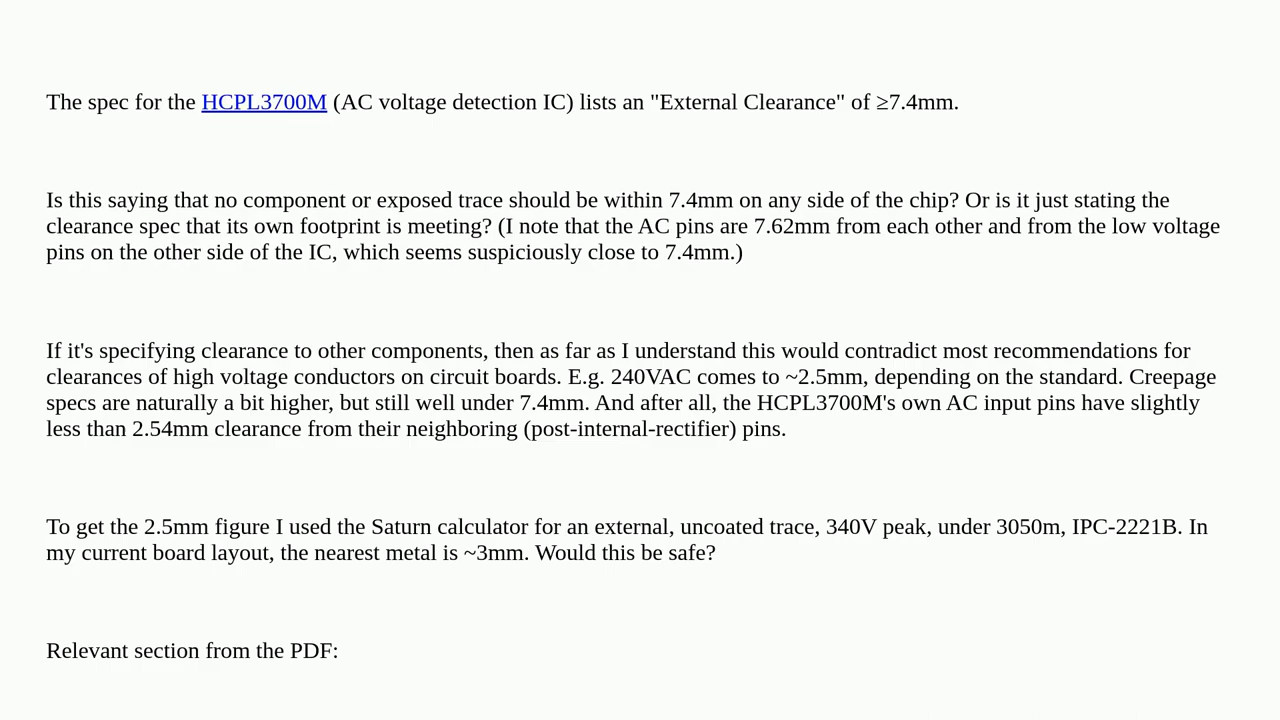 The spec for the HCPL3700M (AC voltage detection IC) lists an "External Clearance" of ≥7.4mm.
Is this saying that no component or exposed trace should be within 7.4mm on any side of the chip? Or is it just stating the
clearance spec that its own footprint is meeting? (I note that the AC pins are 7.62mm from each other and from the low voltage
pins on the other side of the IC, which seems suspiciously close to 7.4mm.)
If it's specifying clearance to other components, then as far as I understand this would contradict most recommendations for
clearances of high voltage conductors on circuit boards. E.g. 240VAC comes to ~2.5mm, depending on the standard. Creepage
specs are naturally a bit higher, but still well under 7.4mm. And after all, the HCPL3700M's own AC input pins have slightly
less than 2.54mm clearance from their neighboring (post-internal-rectifier) pins.
To get the 2.5mm figure I used the Saturn calculator for an external, uncoated trace, 340V peak, under 3050m, IPC-2221B. In
my current board layout, the nearest metal is ~3mm. Would this be safe?
Relevant section from the PDF: